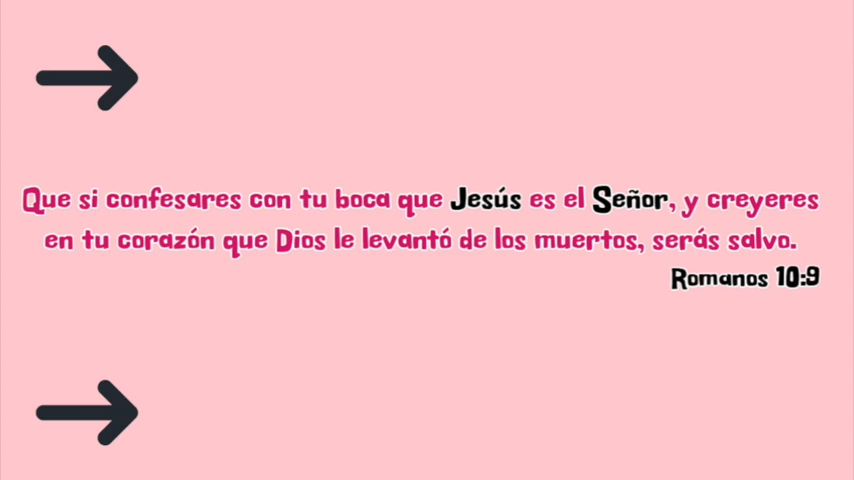 Que si confesares con tu boca que Jesús es el Señor, y creyeres
en tu corazón que Dios le levantó de los muertos, serás salvo.
Romanos 10:9